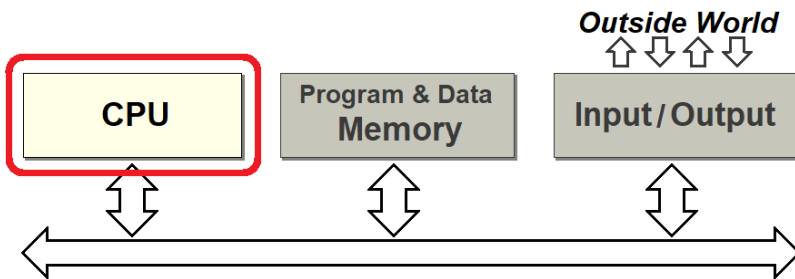 Outside World
CPU
Program & Data
Memory
Input / Output